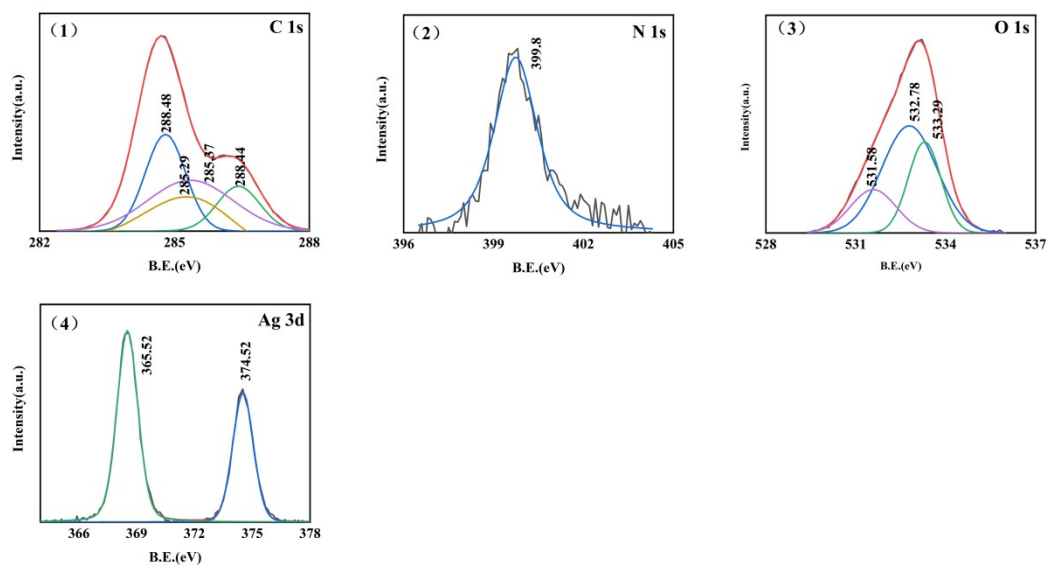 （1）
C 1s
Intensity(a.u.)
288.48
285.29
285.37
288.44
282
285
288
B.E.(eV)
（2）
N 1s
Intensity(a.u.)
399.8
396
399
402
405
B.E.(eV)
（3）
O 1s
Intensity(a.u.)
531.58
532.78
533.29
528
531
534
537
B.E.(eV)
（4）
Ag 3d
Intensity(a.u.)
365.52
374.52
366
369
372
375
378
B.E.(eV)